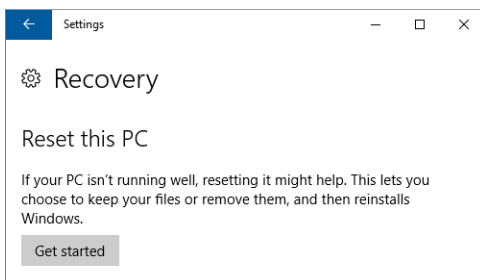 Settings
Recovery
Reset this PC
If your PC isn't running well, resetting it might help. This lets you
choose to keep your files or remove them, and then reinstalls
Windows.
Get started